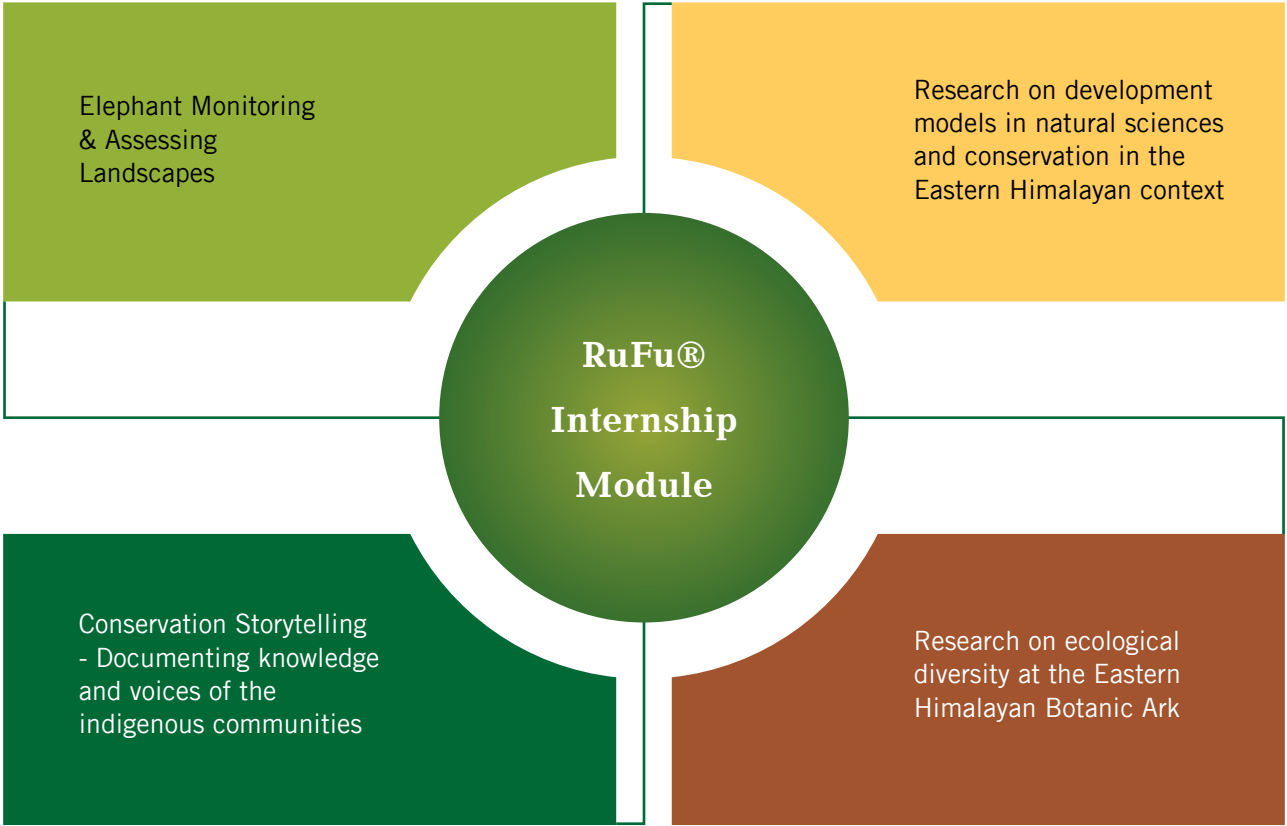 Elephant Monitoring
& Assessing
Landscapes
Research on development
models in natural sciences
and conservation in the
Eastern Himalayan context
RuFu®
Internship
Module
Conservation Storytelling
- Documenting knowledge
and voices of the
indigenous communities
Research on ecological
diversity at the Eastern
Himalayan Botanic Ark